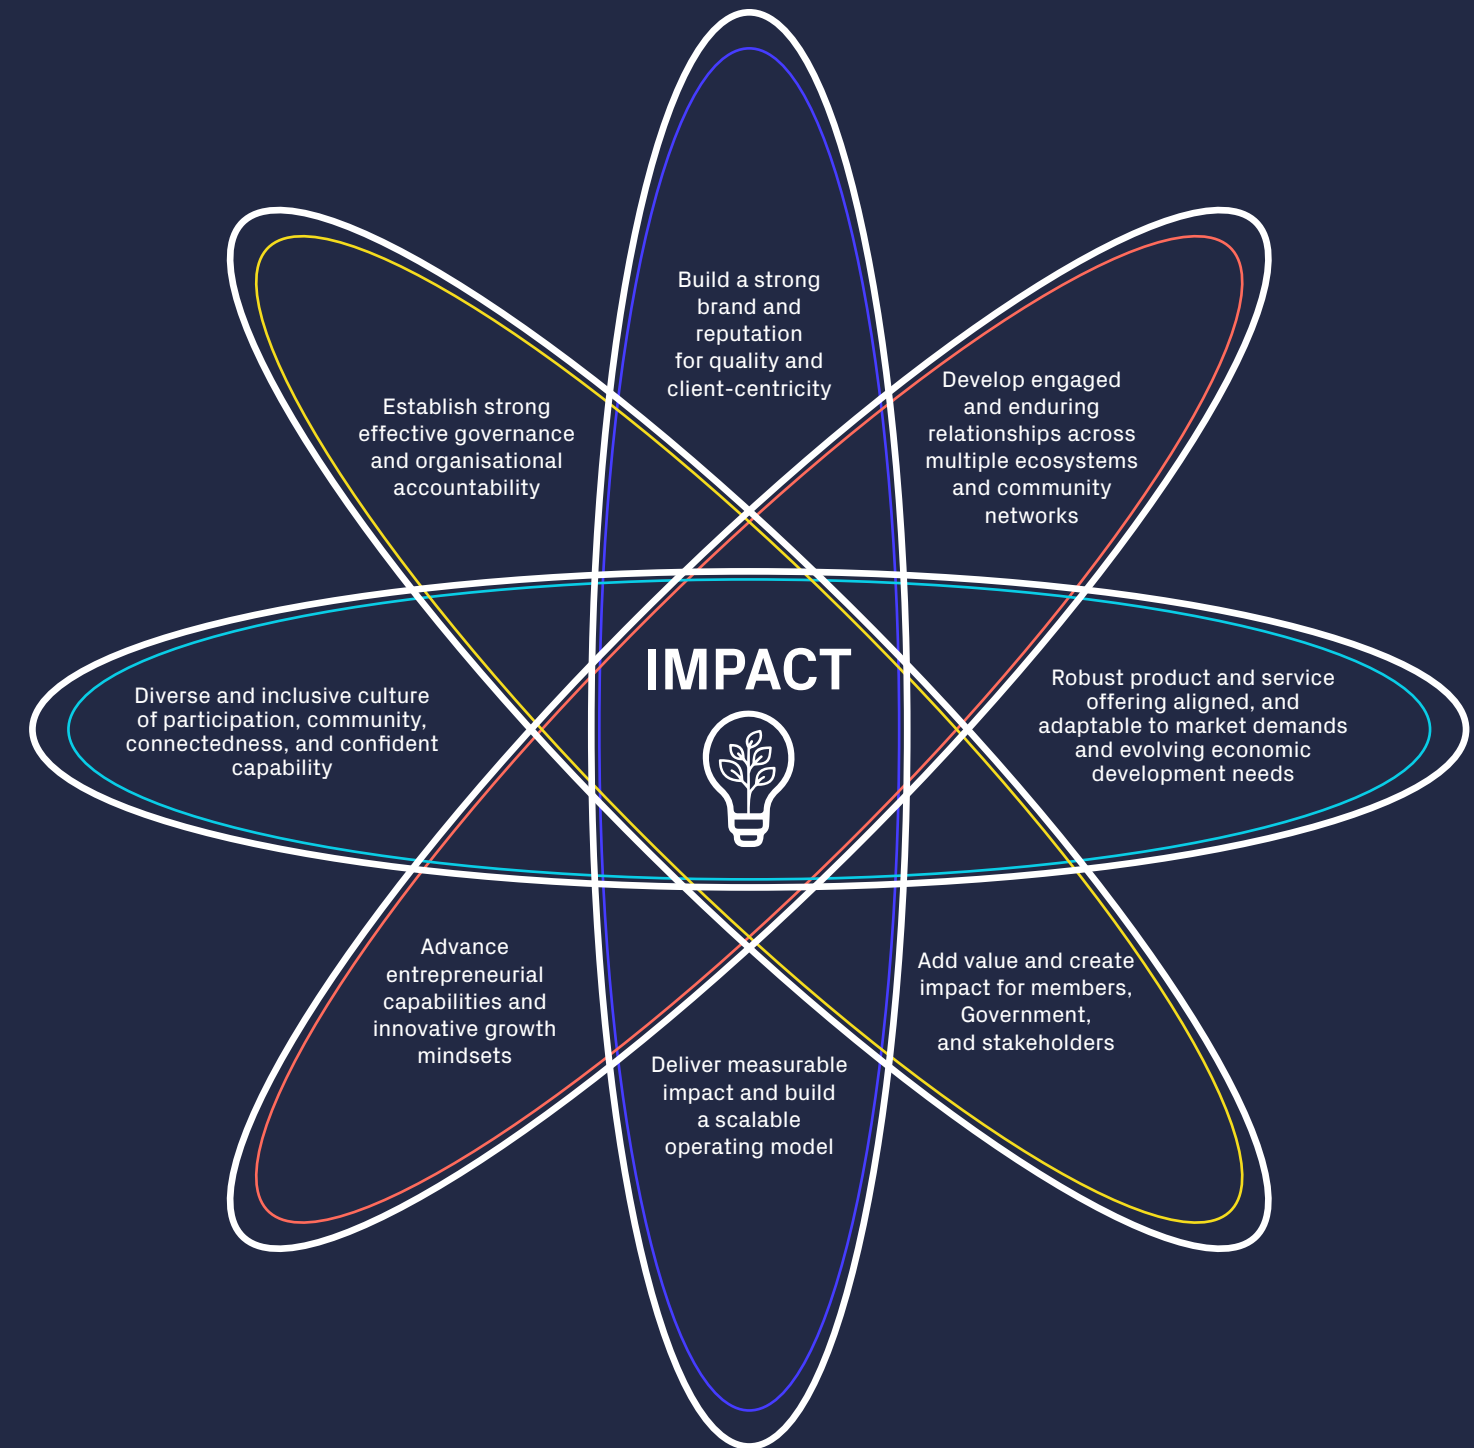 Build a strong
brand and
reputation
for quality and
client-centricity
Develop engaged
and enduring
relationships across
multiple ecosystems
and community
networks
Establish strong
effective governance
and organisational
accountability
IMPACT
Diverse and inclusive culture
of participation, community,
connectedness, and confident
capability
Robust product and service
offering aligned, and
adaptable to market demands
and evolving economic
development needs
Advance
entrepreneurial
capabilities and
innovative growth
mindsets
Add value and create
impact for members,
Government,
and stakeholders
Deliver measurable
impact and build
a scalable
operating model